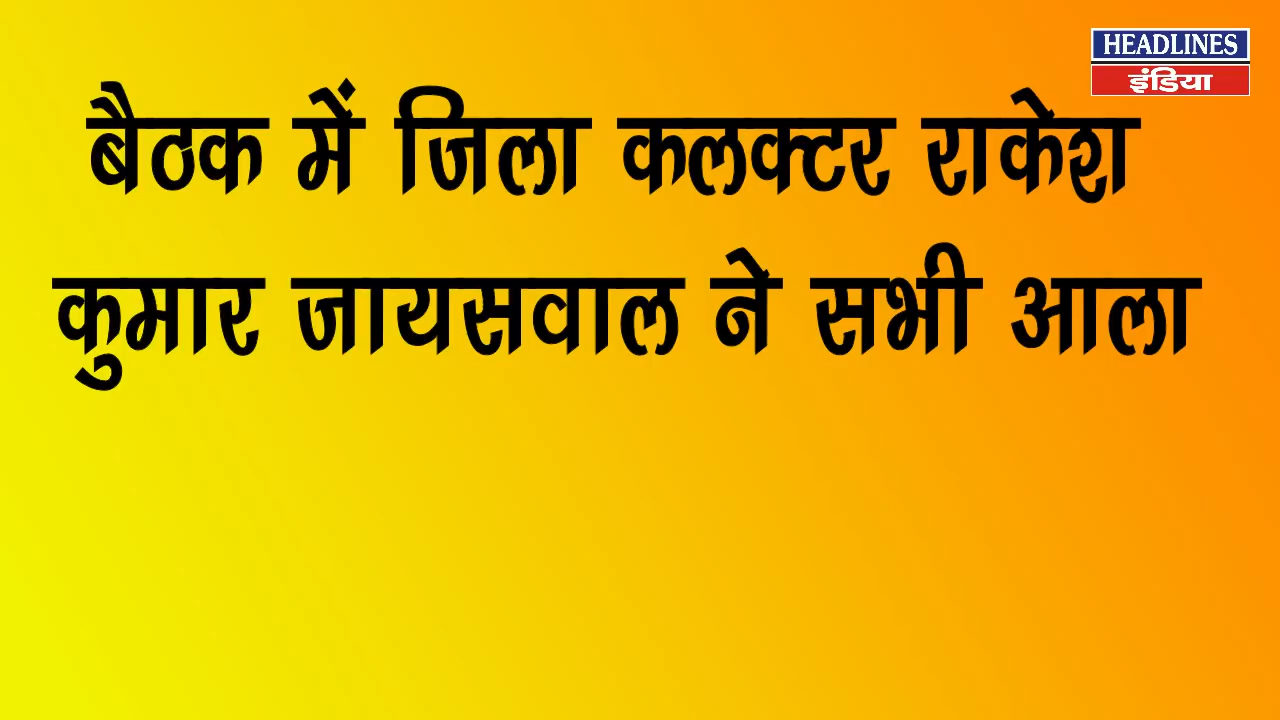 HEADLINES
इंडिया
बैठक में जिला कलक्टर राकेश
कुमार जायसवाल ने सभी आला